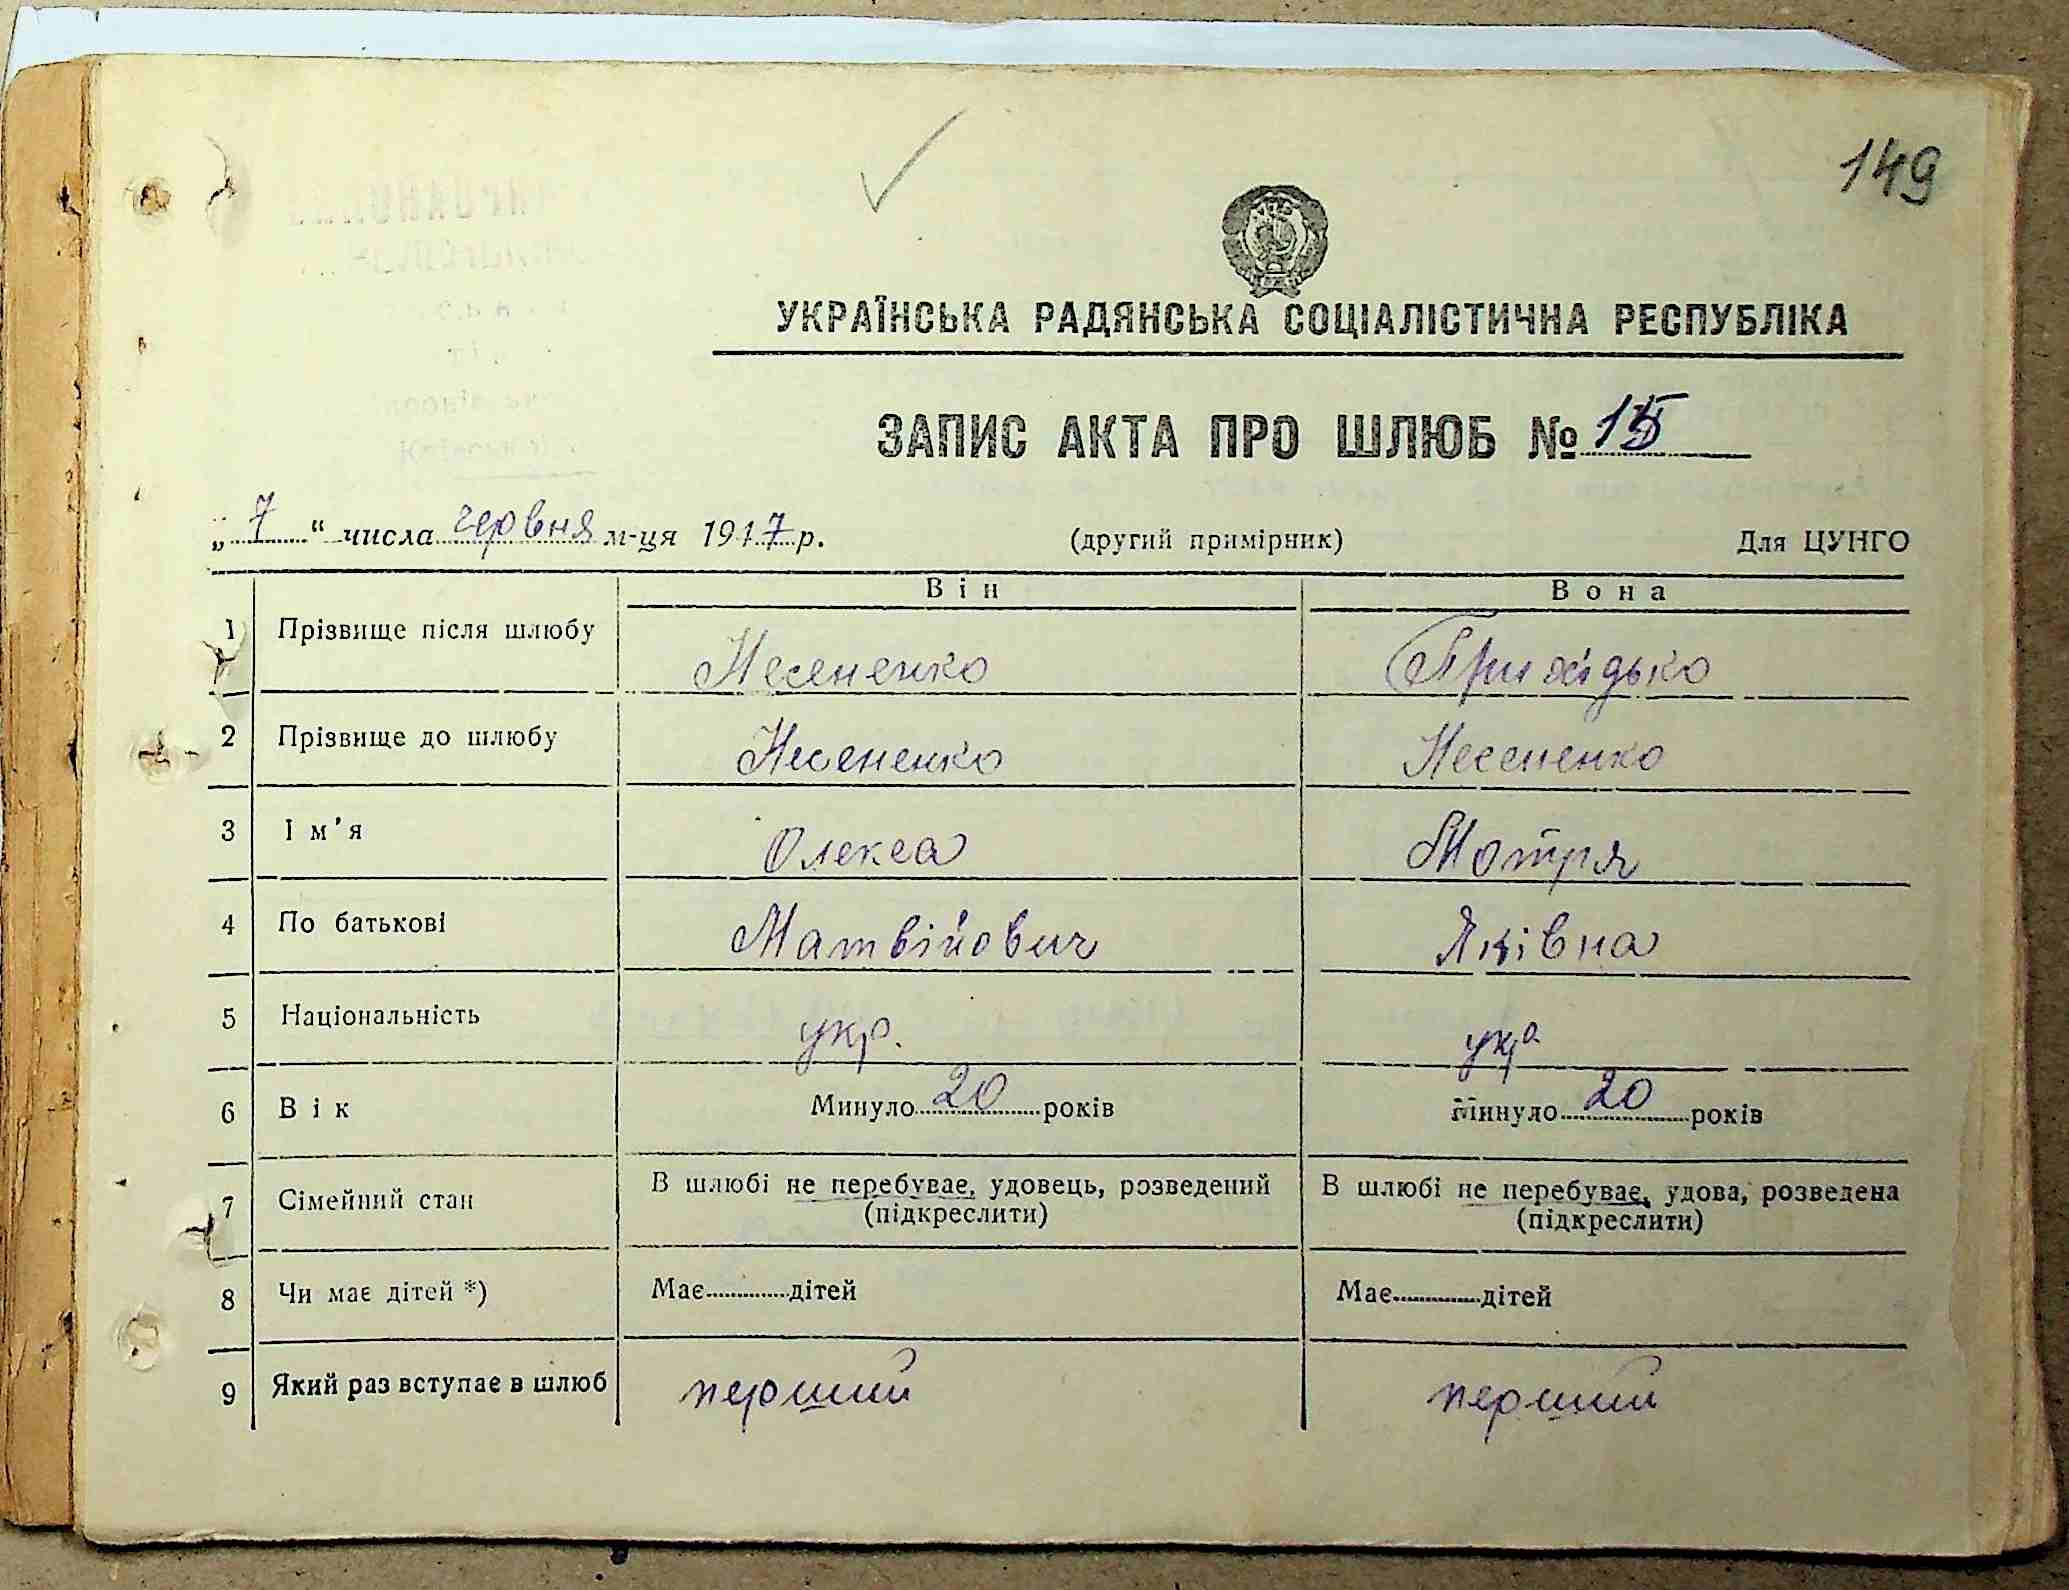 149
УКРАЇНСЬКА РАДЯНСЬКА СОЦІАЛІСТИЧНА РЕСПУБЛІКА
ЗАПИС АКТА ПРО ШЛЮБ № 15
„ 7 “ числа червня м-ця 1947 р. (другий примірник) Для ЦУНГО
Він Вона
1 Прізвище після шлюбу Несененко Прихідько
2 Прізвище до шлюбу Несененко Несененко
3 Ім'я Олекса Мотря
4 По батькові Матвійович Яківна
5 Національність укр. укр.
6 Вік Минуло 20 років Минуло 20 років
7 Сімейний стан В шлюбі не перебуває, удовець, розведений В шлюбі не перебуває, удова, розведена
(підкреслити) (підкреслити)
8 Чи має дітей *) Має дітей Має дітей
9 Який раз вступає в шлюб перший перший